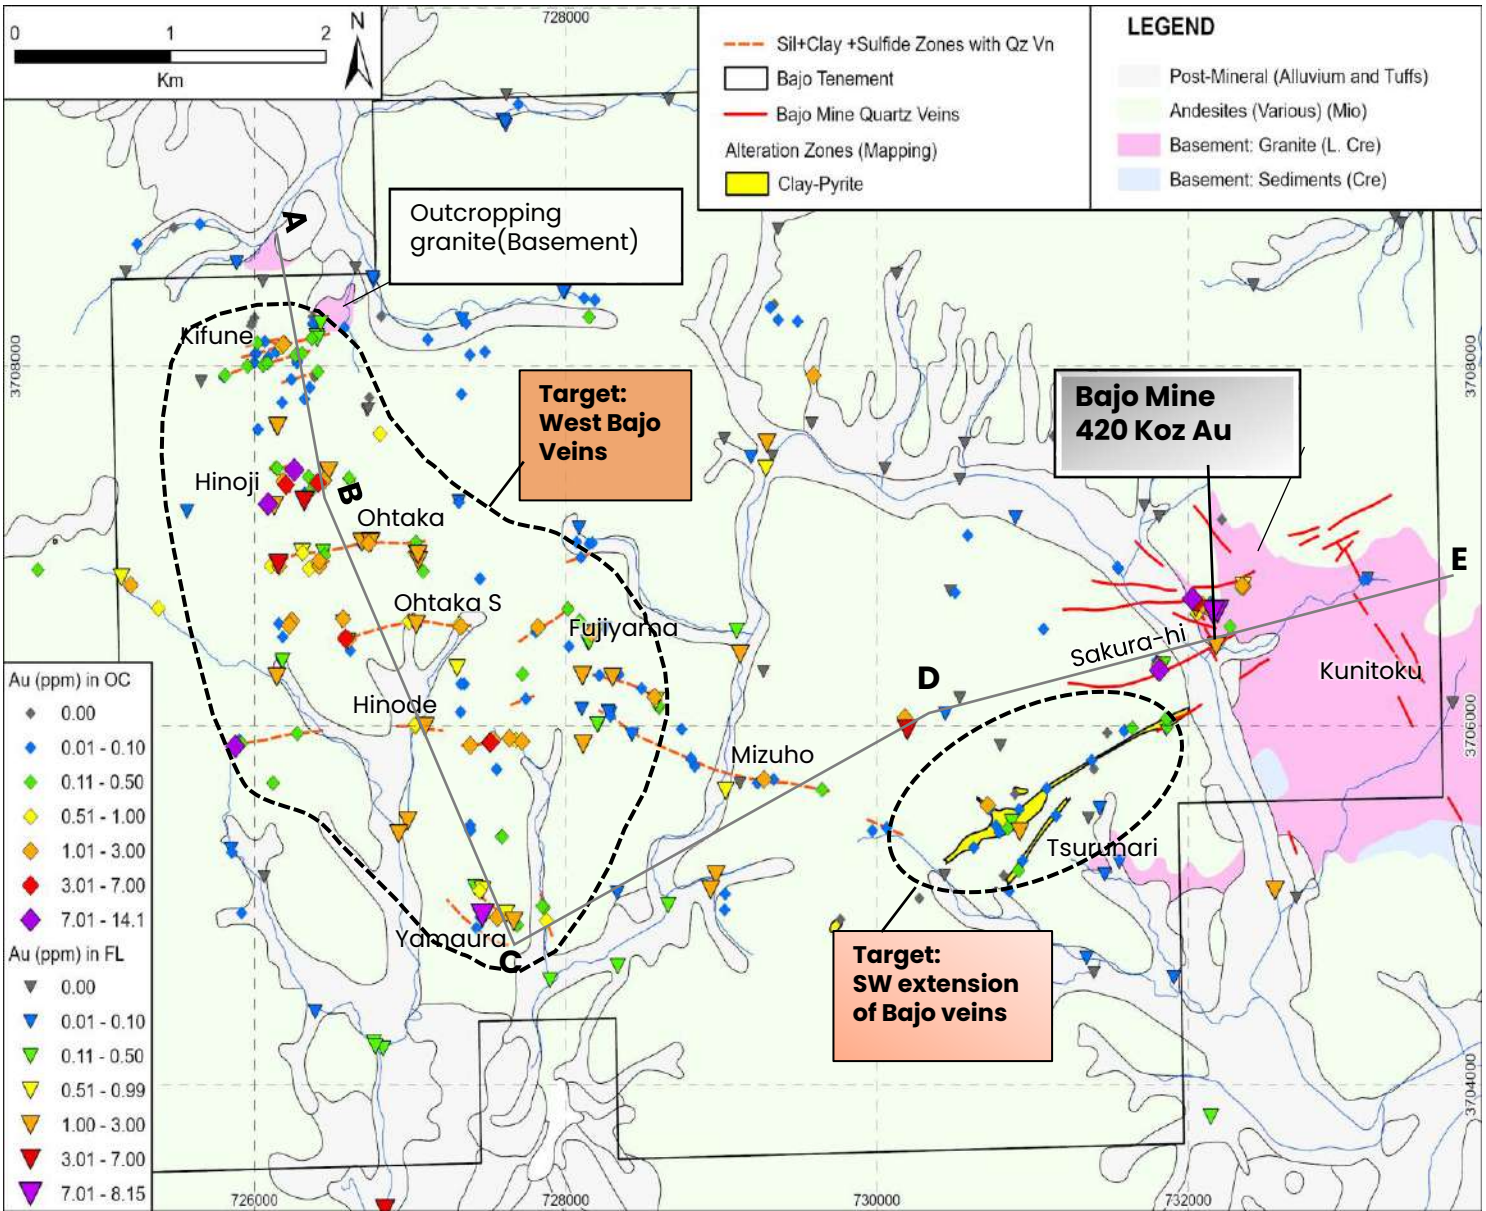 0
1
2
Km
N
728000
Sil+Clay +Sulfide Zones with Qz Vn
Bajo Tenement
Bajo Mine Quartz Veins
Alteration Zones (Mapping)
Clay-Pyrite
LEGEND
Post-Mineral (Alluvium and Tuffs)
Andesites (Various) (Mio)
Basement: Granite (L. Cre)
Basement: Sediments (Cre)
A
Outcropping
granite(Basement)
Kifune
3708000
3708000
Target:
West Bajo
Veins
Bajo Mine
420 Koz Au
Hinoji
B
Ohtaka
E
Ohtaka S
Fujiyama
Sakura-hi
Kunitoku
D
Hinode
3706000
Mizuho
Tsurunari
Yamaura
C
Target:
SW extension
of Bajo veins
Au (ppm) in OC
0.00
0.01 - 0.10
0.11 - 0.50
0.51 - 1.00
1.01 - 3.00
3.01 - 7.00
7.01 - 14.1
Au (ppm) in FL
0.00
0.01 - 0.10
0.11 - 0.50
0.51 - 0.99
1.00 - 3.00
3.01 - 7.00
7.01 - 8.15
3704000
726000
728000
730000
732000